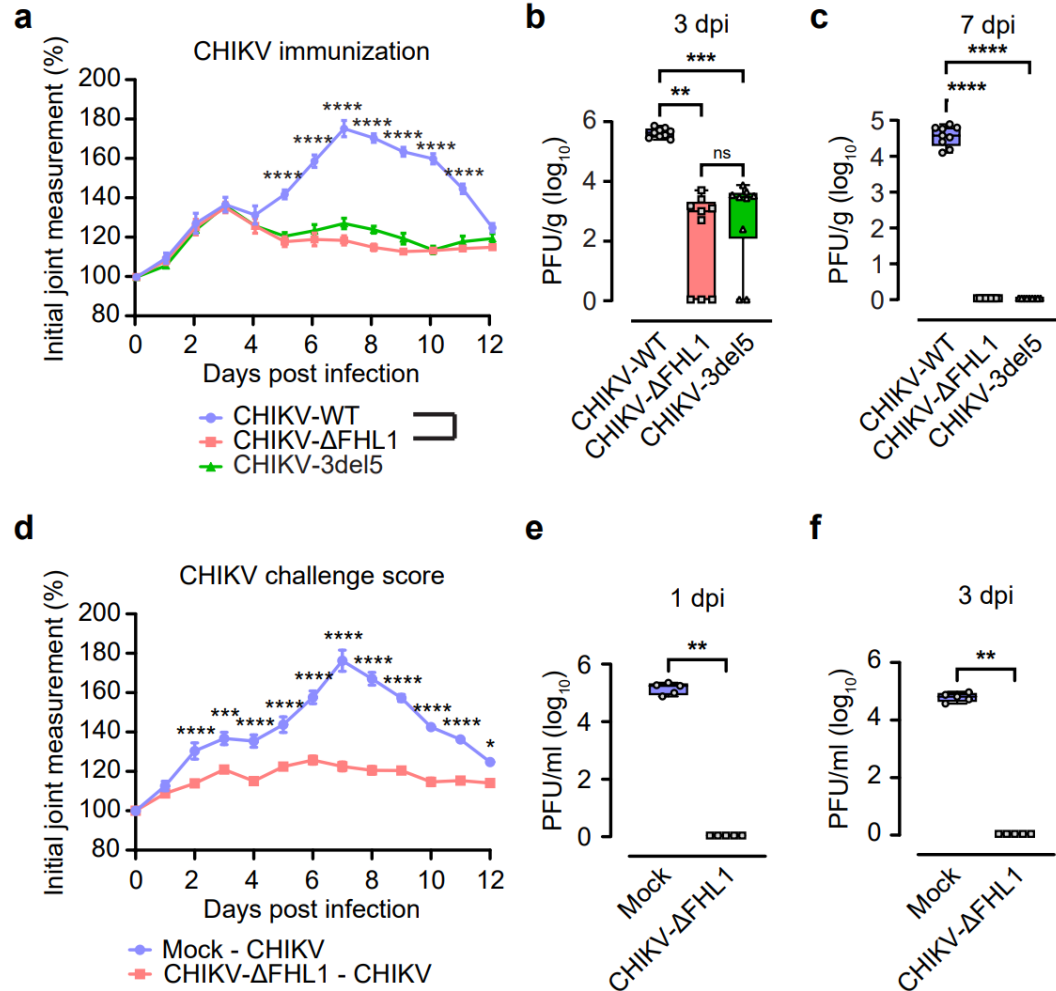 a
CHIKV immunization
Initial joint measurement (%)
200
180
160
140
120
100
80
****
****
****
****
****
****
****
0 2 4 6 8 10 12
Days post infection
CHIKV-WT
CHIKV-ΔFHL1
CHIKV-3del5
b
3 dpi
***
**
ns
PFU/g (log10)
6
4
2
0
CHIKV-WT
CHIKV-ΔFHL1
CHIKV-3del5
c
7 dpi
****
****
PFU/g (log10)
5
4
3
2
1
0
CHIKV-WT
CHIKV-ΔFHL1
CHIKV-3del5
d
CHIKV challenge score
Initial joint measurement (%)
200
180
160
140
120
100
80
****
***
****
****
****
****
****
****
****
****
*
0 2 4 6 8 10 12
Days post infection
Mock - CHIKV
CHIKV-ΔFHL1 - CHIKV
e
1 dpi
**
PFU/ml (log10)
6
4
2
0
Mock
CHIKV-ΔFHL1
f
3 dpi
**
PFU/ml (log10)
6
4
2
0
Mock
CHIKV-ΔFHL1